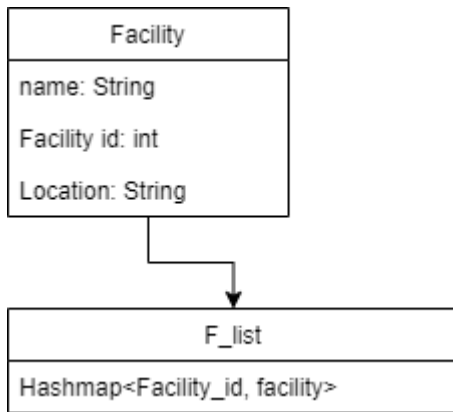 Facility
name: String
Facility id: int
Location: String
F_list
Hashmap<Facility_id, facility>